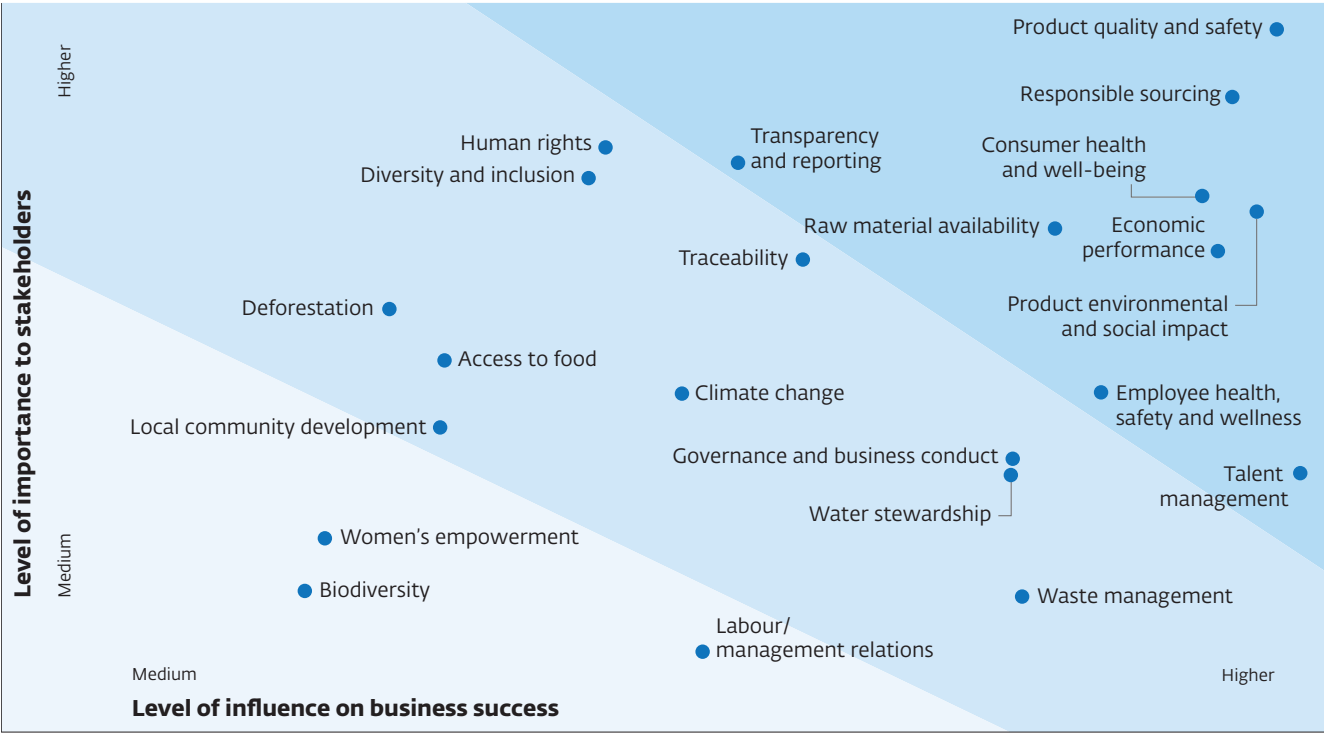 Product quality and safety
Higher
Responsible sourcing
Human rights
Transparency
and reporting
Consumer health
and well-being
Diversity and inclusion
Raw material availability
Economic
performance
Traceability
Level of importance to stakeholders
Deforestation
Product environmental
and social impact
Access to food
Climate change
Employee health,
safety and wellness
Local community development
Governance and business conduct
Talent
management
Water stewardship
Women’s empowerment
Medium
Biodiversity
Waste management
Labour/
management relations
Medium
Higher
Level of influence on business success